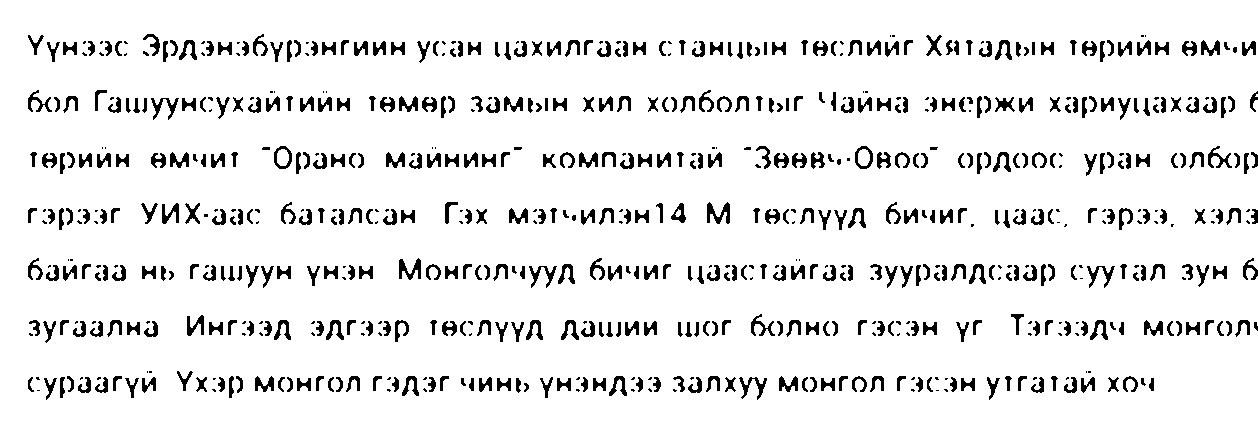 Үүнээс Эрдэнэбүрэнгиин усан цахилгаан станцын төслийг Хятадын төрийн өмчи
бол Гашуунсухайтийн төмөр замын хил холболтыг Чайна энержи хариуцахаар б
төрийн өмчит "Орано майнинг" компанитай "Зөөвч-Овоо" ордоос уран олбор
гэрээг УИХ-аас баталсан Гэх мэтчилэн14 М төслүүд бичиг, цаас, гэрээ, хэлэ
байгаа нь гашуун үнэн Монголчууд бичиг цаастайгаа зууралдсаар суутал зун б
зугаална Ингээд эдгээр төслүүд дашии шог болно гэсэн үг Тэгээдч монголч
сураагүй Үхэр монгол гэдэг чинь үнэндээ залхуу монгол гэсэн утгатай хоч